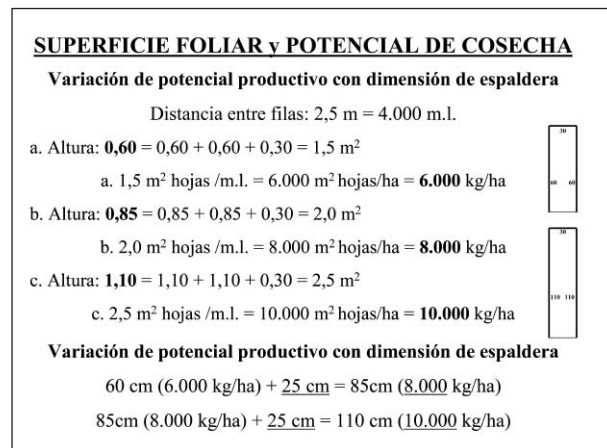 SUPERFICIE FOLIAR y POTENCIAL DE COSECHA
Variación de potencial productivo con dimensión de espaldera
Distancia entre filas: 2,5 m = 4.000 m.l.
a. Altura: 0,60 = 0,60 + 0,60 + 0,30 = 1,5 m²
a. 1,5 m² hojas /m.l. = 6.000 m² hojas/ha = 6.000 kg/ha
b. Altura: 0,85 = 0,85 + 0,85 + 0,30 = 2,0 m²
b. 2,0 m² hojas /m.l. = 8.000 m² hojas/ha = 8.000 kg/ha
c. Altura: 1,10 = 1,10 + 1,10 + 0,30 = 2,5 m²
c. 2,5 m² hojas /m.l. = 10.000 m² hojas/ha = 10.000 kg/ha
30
60 60
30
110 110
Variación de potencial productivo con dimensión de espaldera
60 cm (6.000 kg/ha) + 25 cm = 85cm (8.000 kg/ha)
85cm (8.000 kg/ha) + 25 cm = 110 cm (10.000 kg/ha)